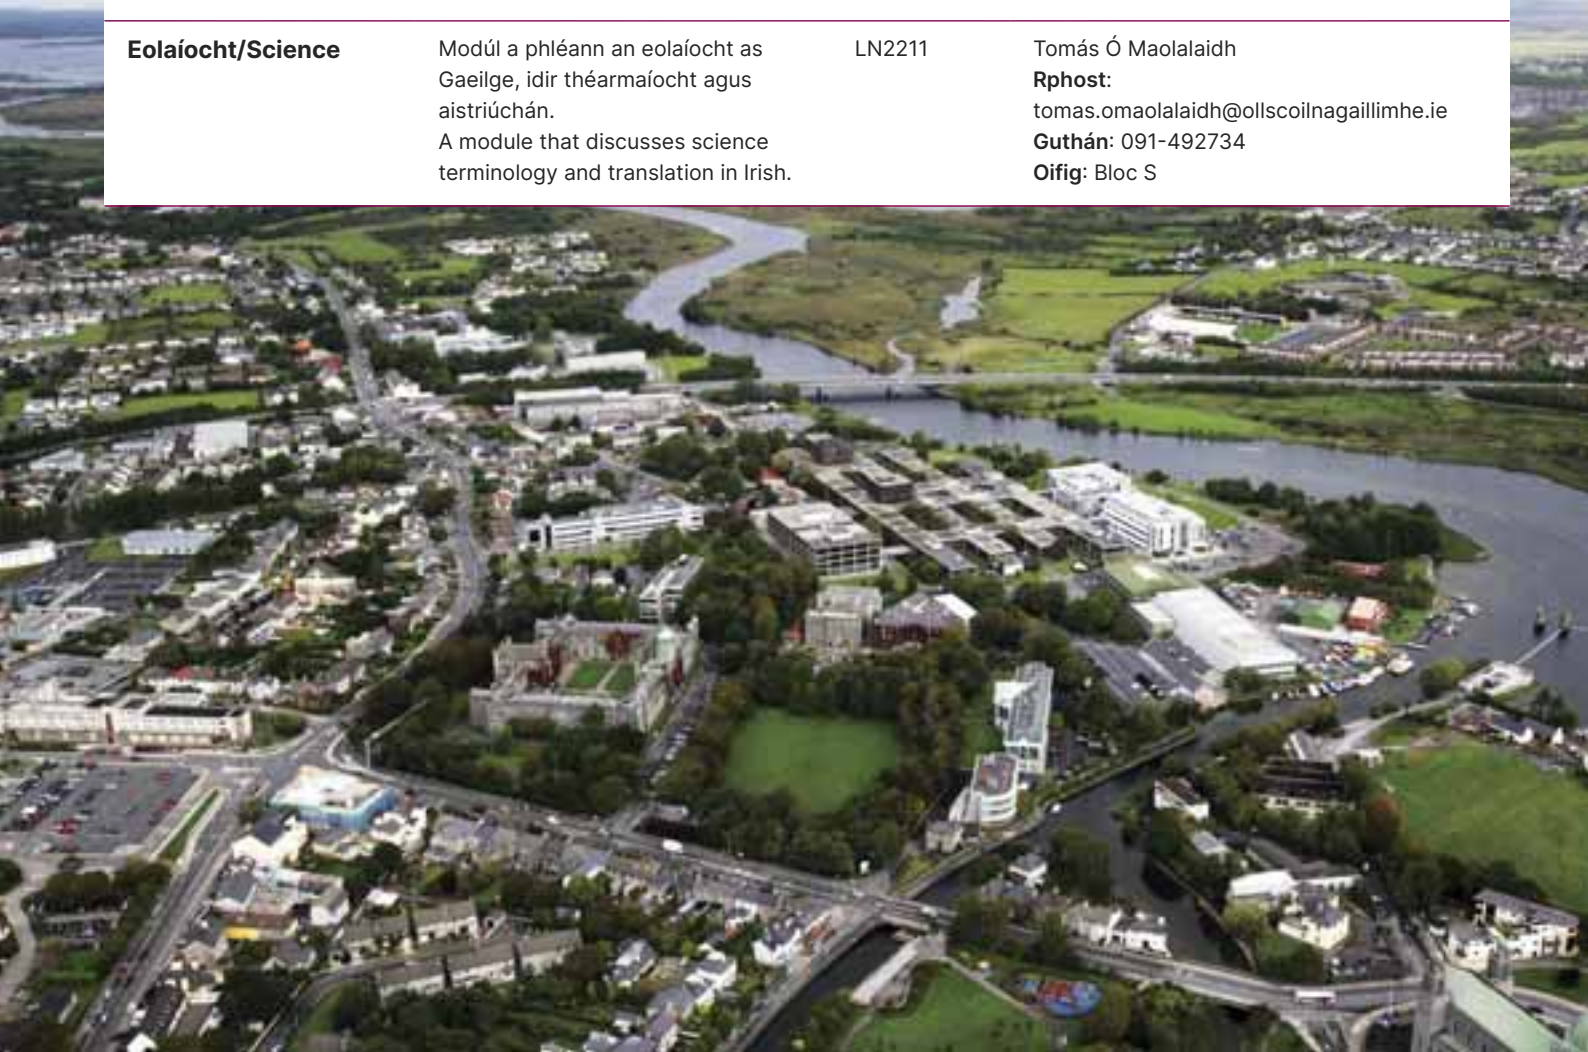 Eolaíocht/Science
Modúl a phléann an eolaíocht as
Gaeilge, idir théarmaíocht agus
aistriúchán.
A module that discusses science
terminology and translation in Irish.
LN2211
Tomás Ó Maolalaidh
Rphost:
tomas.omaolalaidh@ollscoilnagaillimhe.ie
Guthán: 091-492734
Oifig: Bloc S